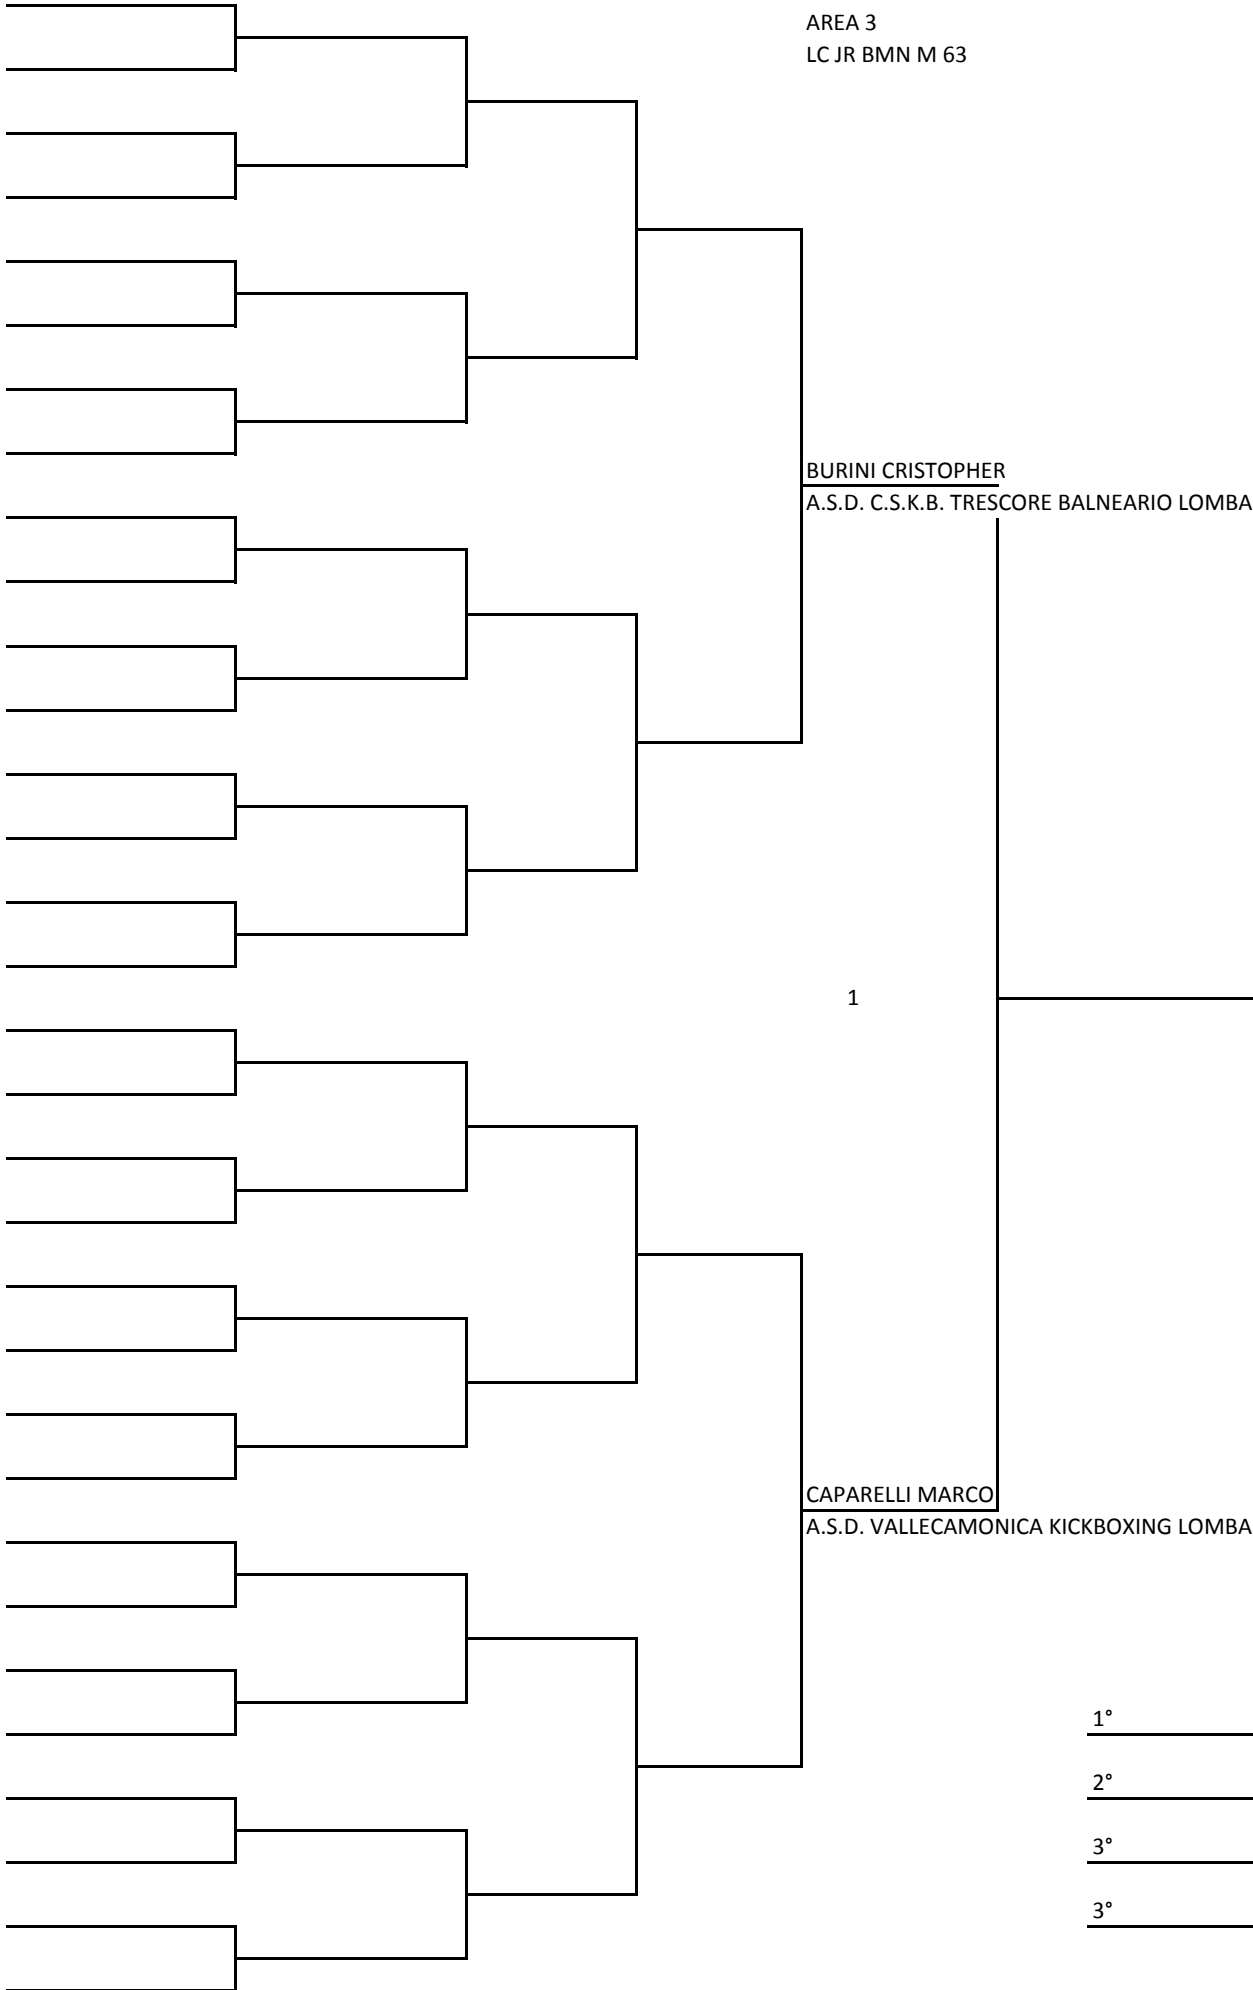 AREA 3
LC JR BMN M 63
BURINI CRISTOPHER
A.S.D. C.S.K.B. TRESCORE BALNEARIO LOMBA
1
CAPARELLI MARCO
A.S.D. VALLECAMONICA KICKBOXING LOMBA
1°
2°
3°
3°